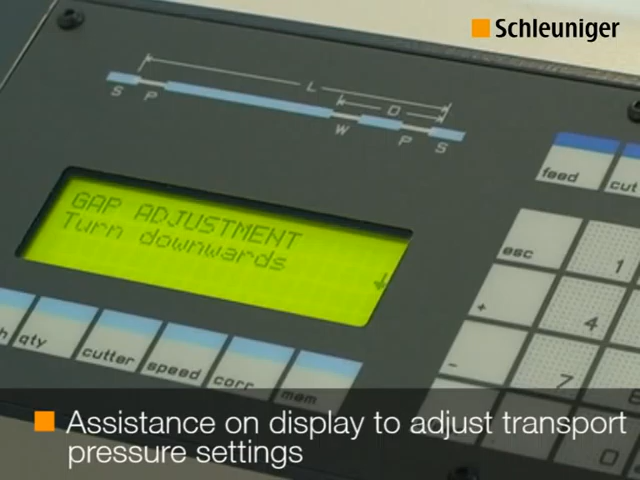 Schleuniger
L
D
S P W P S
feed cut
GAP ADJUSTMENT
Turn downwards
esc 1
+ 4
- 7
0
qty cutter speed corr mem
Assistance on display to adjust transport
pressure settings